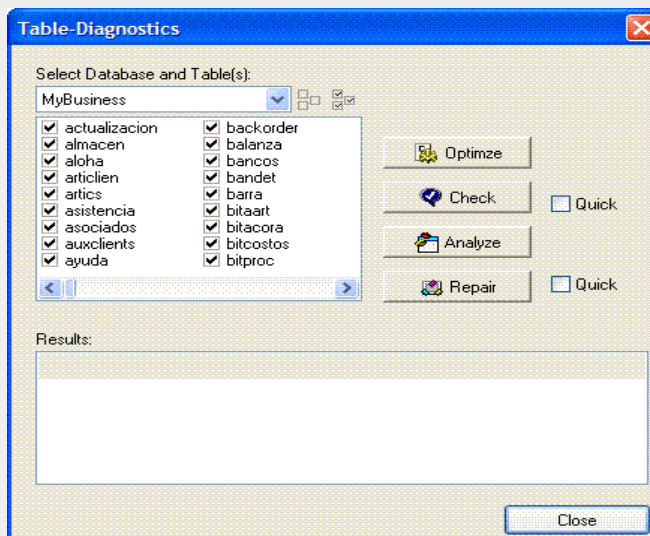 Table-Diagnostics
Select Database and Table(s):
MyBusiness
actualizacion
almacen
aloha
articlien
artics
asistencia
asociados
auxclients
ayuda
backorder
balanza
bancos
bandet
barra
bitaart
bitacora
bitcostos
bitproc
Optimze
Check
Quick
Analyze
Repair
Quick
Results:
Close